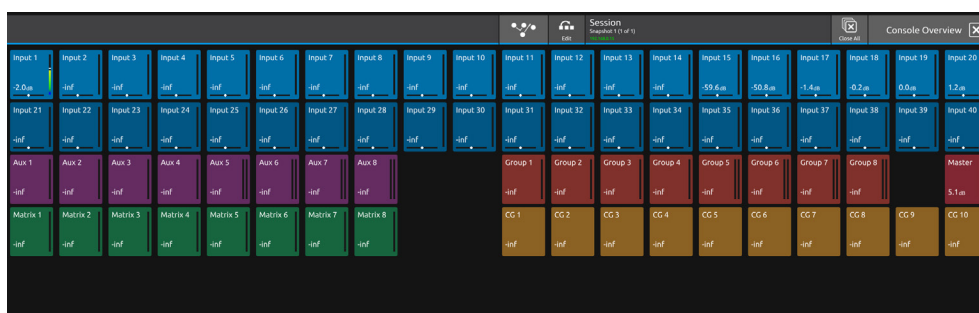 Session
Snapshot 1 (1 of 1)
Edit
Close All
Console Overview
Input 1 Input 2 Input 3 Input 4 Input 5 Input 6 Input 7 Input 8 Input 9 Input 10 Input 11 Input 12 Input 13 Input 14 Input 15 Input 16 Input 17 Input 18 Input 19 Input 20
-2.0dB -inf -inf -inf -inf -inf -inf -inf -inf -inf -inf -inf -inf -inf -59.6dB -50.8dB -1.4dB -0.2dB 0.0dB 1.2dB
Input 21 Input 22 Input 23 Input 24 Input 25 Input 26 Input 27 Input 28 Input 29 Input 30 Input 31 Input 32 Input 33 Input 34 Input 35 Input 36 Input 37 Input 38 Input 39 Input 40
-inf -inf -inf -inf -inf -inf -inf -inf -inf -inf -inf -inf -inf -inf -inf -inf -inf -inf -inf -inf
Aux 1 Aux 2 Aux 3 Aux 4 Aux 5 Aux 6 Aux 7 Aux 8 Group 1 Group 2 Group 3 Group 4 Group 5 Group 6 Group 7 Group 8 Master
-inf -inf -inf -inf -inf -inf -inf -inf -inf -inf -inf -inf -inf -inf -inf -inf 5.1dB
Matrix 1 Matrix 2 Matrix 3 Matrix 4 Matrix 5 Matrix 6 Matrix 7 Matrix 8 CG 1 CG 2 CG 3 CG 4 CG 5 CG 6 CG 7 CG 8 CG 9 CG 10
-inf -inf -inf -inf -inf -inf -inf -inf -inf -inf -inf -inf -inf -inf -inf -inf -inf -inf